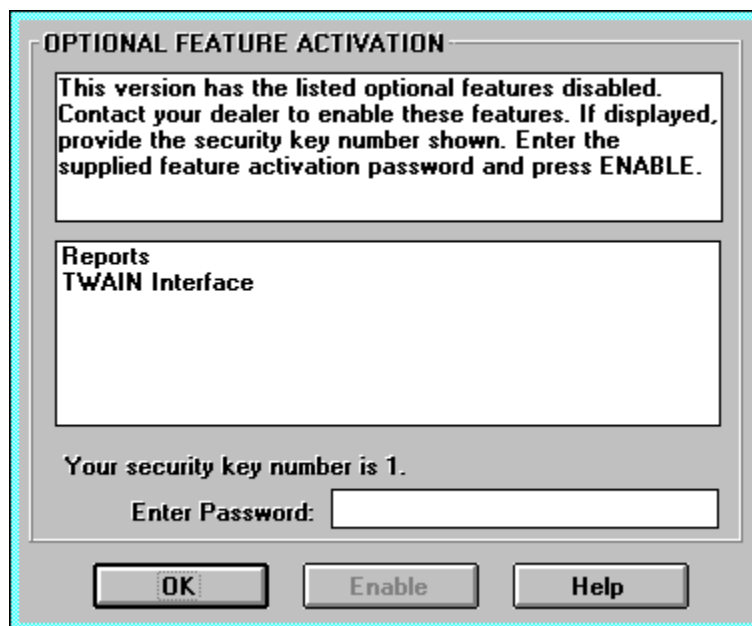 OPTIONAL FEATURE ACTIVATION
This version has the listed optional features disabled.
Contact your dealer to enable these features. If displayed,
provide the security key number shown. Enter the
supplied feature activation password and press ENABLE.
Reports
TWAIN Interface
Your security key number is 1.
Enter Password:
OK Enable Help